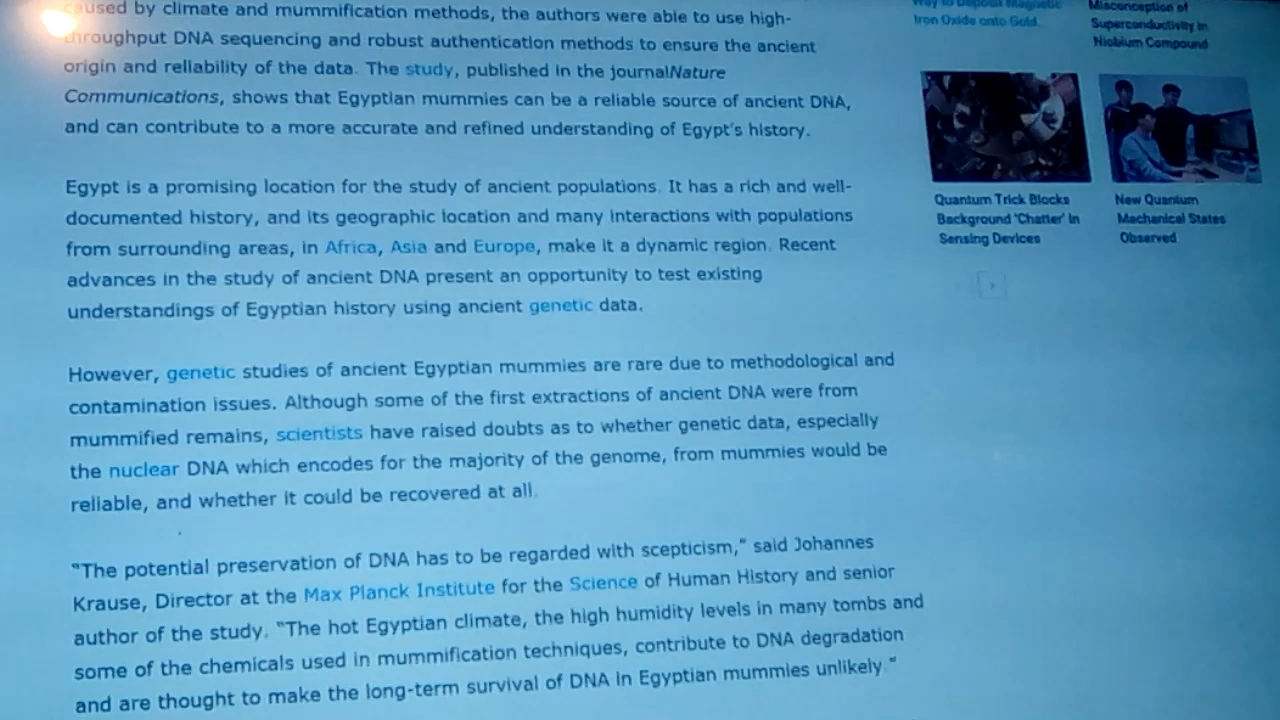 caused by climate and mummification methods, the authors were able to use high-
throughput DNA sequencing and robust authentication methods to ensure the ancient
origin and reliability of the data. The study, published in the journalNature
Communications, shows that Egyptian mummies can be a reliable source of ancient DNA,
and can contribute to a more accurate and refined understanding of Egypt's history.
Egypt is a promising location for the study of ancient populations. It has a rich and well-
documented history, and its geographic location and many interactions with populations
from surrounding areas, in Africa, Asia and Europe, make it a dynamic region. Recent
advances in the study of ancient DNA present an opportunity to test existing
understandings of Egyptian history using ancient genetic data.
However, genetic studies of ancient Egyptian mummies are rare due to methodological and
contamination issues. Although some of the first extractions of ancient DNA were from
mummified remains, scientists have raised doubts as to whether genetic data, especially
the nuclear DNA which encodes for the majority of the genome, from mummies would be
reliable, and whether it could be recovered at all.
"The potential preservation of DNA has to be regarded with scepticism," said Johannes
Krause, Director at the Max Planck Institute for the Science of Human History and senior
author of the study. "The hot Egyptian climate, the high humidity levels in many tombs and
some of the chemicals used in mummification techniques, contribute to DNA degradation
and are thought to make the long-term survival of DNA in Egyptian mummies unlikely."
Way to Deposit Magnetic
Iron Oxide onto Gold
Misconception of
Superconductivity in
Niobium Compound
Quantum Trick Blocks
Background 'Chatter' in
Sensing Devices
New Quantum
Mechanical States
Observed